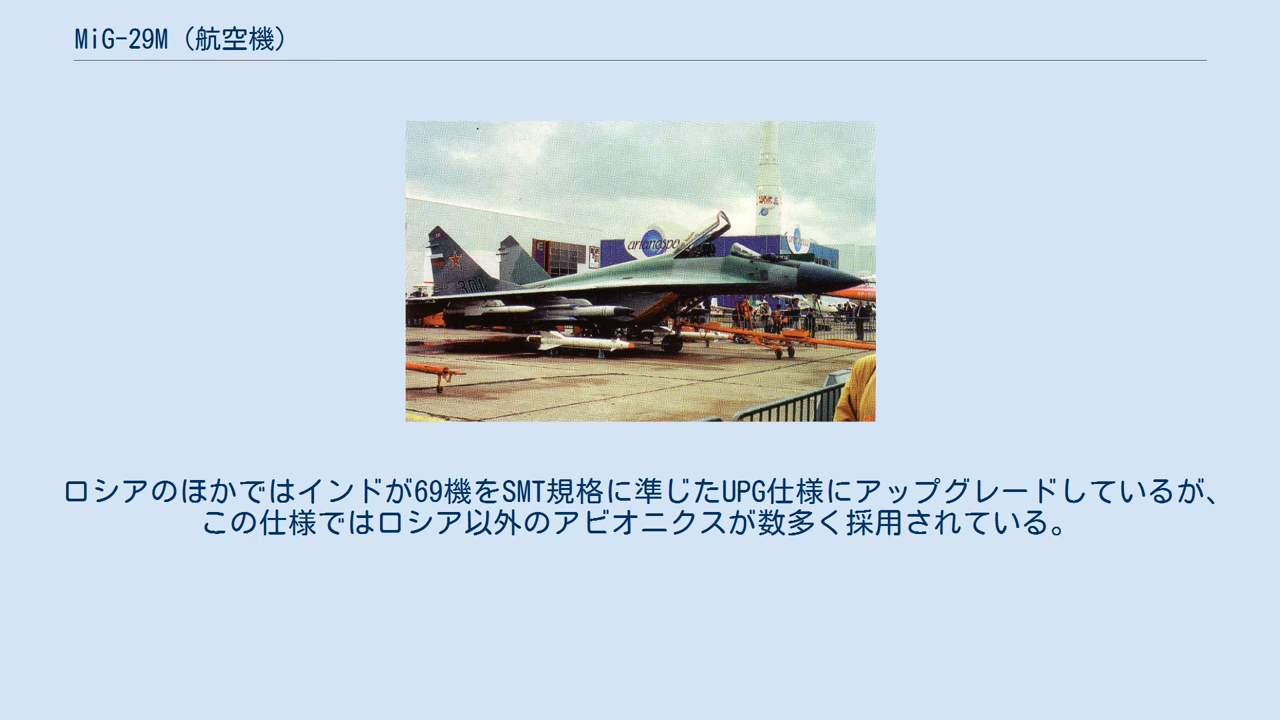 MiG-29M（航空機）
arianespa
ロシアのほかではインドが69機をSMT規格に準じたUPG仕様にアップグレードしているが、
この仕様ではロシア以外のアビオニクスが数多く採用されている。